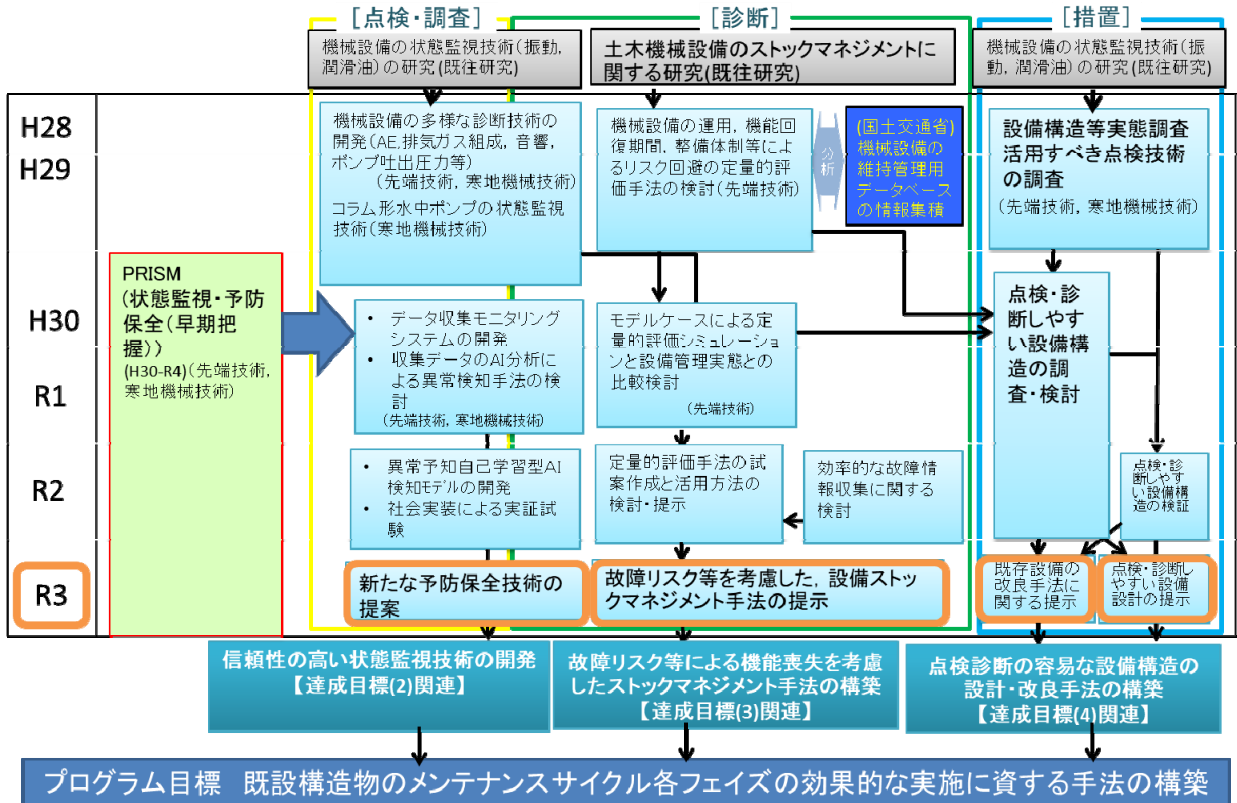 [点検・調査]
[診断]
[措置]
機械設備の状態監視技術(振動,
潤滑油)の研究(既往研究)
土木機械設備のストックマネジメントに
関する研究(既往研究)
機械設備の状態監視技術(振
動, 潤滑油)の研究(既往研究)
H28
H29
H30
R1
R2
R3
PRISM
(状態監視・予防
保全(早期把
握))
(H30-R4)(先端技術,
寒地機械技術)
機械設備の多様な診断技術の
開発(AE,排気ガス組成, 音響,
ポンプ吐出圧力等)
(先端技術, 寒地機械技術)
コラム形水中ポンプの状態監視
技術(寒地機械技術)
機械設備の運用, 機能回
復期間, 整備体制等によ
るリスク回避の定量的評
価手法の検討(先端技術)
分析
(国土交通省)
機械設備の
維持管理用
データベース
の情報集積
設備構造等実態調査
活用すべき点検技術
の調査
(先端技術, 寒地機械技術)
• データ収集モニタリング
システムの開発
• 収集データのAI分析に
よる異常検知手法の検
討
(先端技術, 寒地機械技術)
モデルケースによる定
量的評価シミュレーショ
ンと設備管理実態との
比較検討
(先端技術)
点検・診
断しやす
い設備構
造の調
査・検討
• 異常予知自己学習型AI
検知モデルの開発
• 社会実装による実証試
験
定量的評価手法の試
案作成と活用方法の
検討・提示
効率的な故障情
報収集に関する
検討
点検・診
断しやす
い設備構
造の検証
新たな予防保全技術の
提案
故障リスク等を考慮した, 設備ストッ
クマネジメント手法の提示
既存設備の
改良手法に
関する提示
点検・診断し
やすい設備
設計の提示
信頼性の高い状態監視技術の開発
【達成目標(2)関連】
故障リスク等による機能喪失を考慮
したストックマネジメント手法の構築
【達成目標(3)関連】
点検診断の容易な設備構造の
設計・改良手法の構築
【達成目標(4)関連】
プログラム目標 既設構造物のメンテナンスサイクル各フェイズの効果的な実施に資する手法の構築